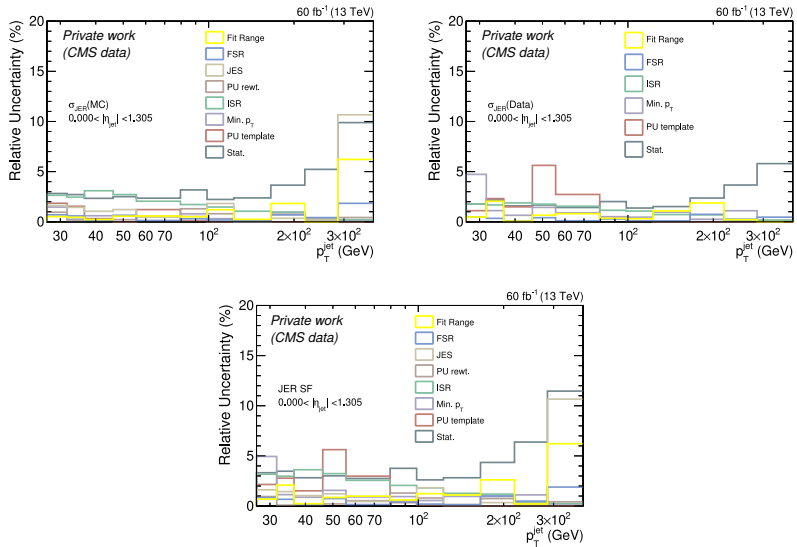 60 fb⁻¹ (13 TeV)
Relative Uncertainty (%)
20
15
10
5
0
Private work
(CMS data)
σ_JER(MC)
0.000< |η_jet| <1.305
Fit Range
FSR
JES
PU rewt.
ISR
Min. p_T
PU template
Stat.
30 40 50 60 70 10² 2×10² 3×10²
p_T^jet (GeV)
60 fb⁻¹ (13 TeV)
Relative Uncertainty (%)
20
15
10
5
0
Private work
(CMS data)
σ_JER(Data)
0.000< |η_jet| <1.305
Fit Range
FSR
ISR
Min. p_T
PU template
Stat.
30 40 50 60 70 10² 2×10² 3×10²
p_T^jet (GeV)
60 fb⁻¹ (13 TeV)
Relative Uncertainty (%)
20
15
10
5
0
Private work
(CMS data)
JER SF
0.000< |η_jet| <1.305
Fit Range
FSR
JES
PU rewt.
ISR
Min. p_T
PU template
Stat.
30 40 50 60 70 10² 2×10² 3×10²
p_T^jet (GeV)